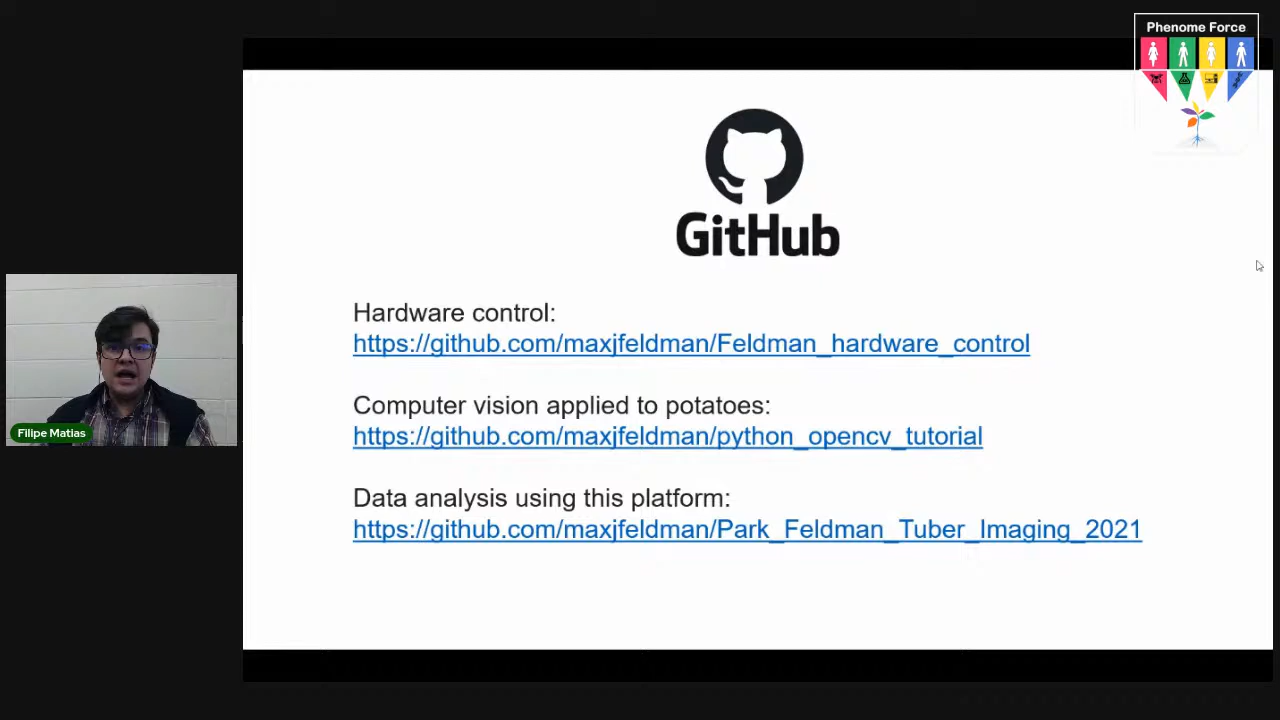 Phenome Force
GitHub
Hardware control:
https://github.com/maxjfeldman/Feldman_hardware_control
Computer vision applied to potatoes:
https://github.com/maxjfeldman/python_opencv_tutorial
Filipe Matias
Data analysis using this platform:
https://github.com/maxjfeldman/Park_Feldman_Tuber_Imaging_2021